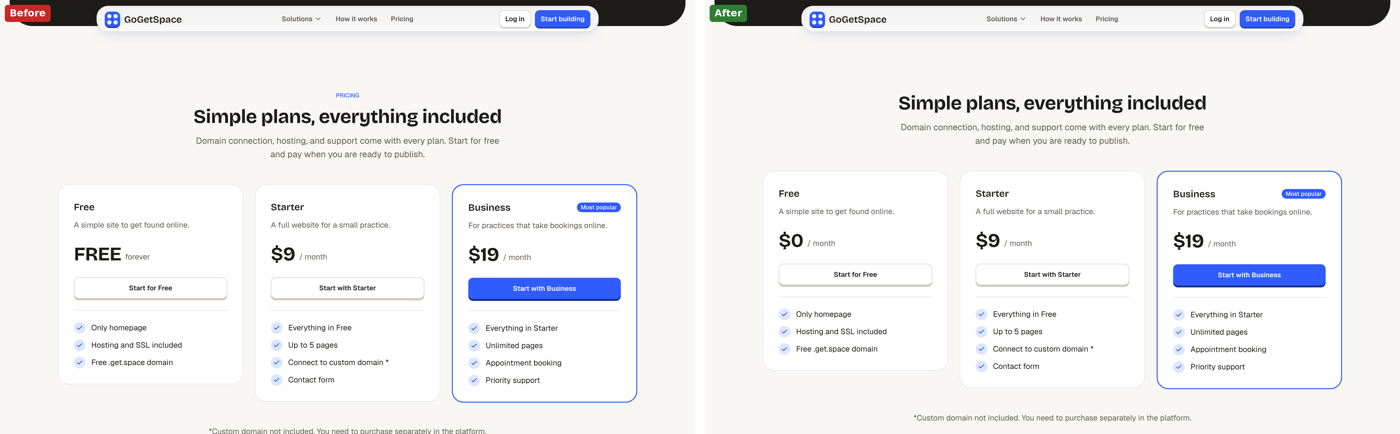 Before
GoGetSpace
Solutions
How it works
Pricing
Log in
Start building
PRICING
Simple plans, everything included
Domain connection, hosting, and support come with every plan. Start for free
and pay when you are ready to publish.
Free
A simple site to get found online.
FREE forever
Start for Free
Only homepage
Hosting and SSL included
Free .get.space domain
Starter
A full website for a small practice.
$9 / month
Start with Starter
Everything in Free
Up to 5 pages
Connect to custom domain *
Contact form
Business
Most popular
For practices that take bookings online.
$19 / month
Start with Business
Everything in Starter
Unlimited pages
Appointment booking
Priority support
*Custom domain not included. You need to purchase separately in the platform.
After
GoGetSpace
Solutions
How it works
Pricing
Log in
Start building
Simple plans, everything included
Domain connection, hosting, and support come with every plan. Start for free
and pay when you are ready to publish.
Free
A simple site to get found online.
$0 / month
Start for Free
Only homepage
Hosting and SSL included
Free .get.space domain
Starter
A full website for a small practice.
$9 / month
Start with Starter
Everything in Free
Up to 5 pages
Connect to custom domain *
Contact form
Business
Most popular
For practices that take bookings online.
$19 / month
Start with Business
Everything in Starter
Unlimited pages
Appointment booking
Priority support
*Custom domain not included. You need to purchase separately in the platform.